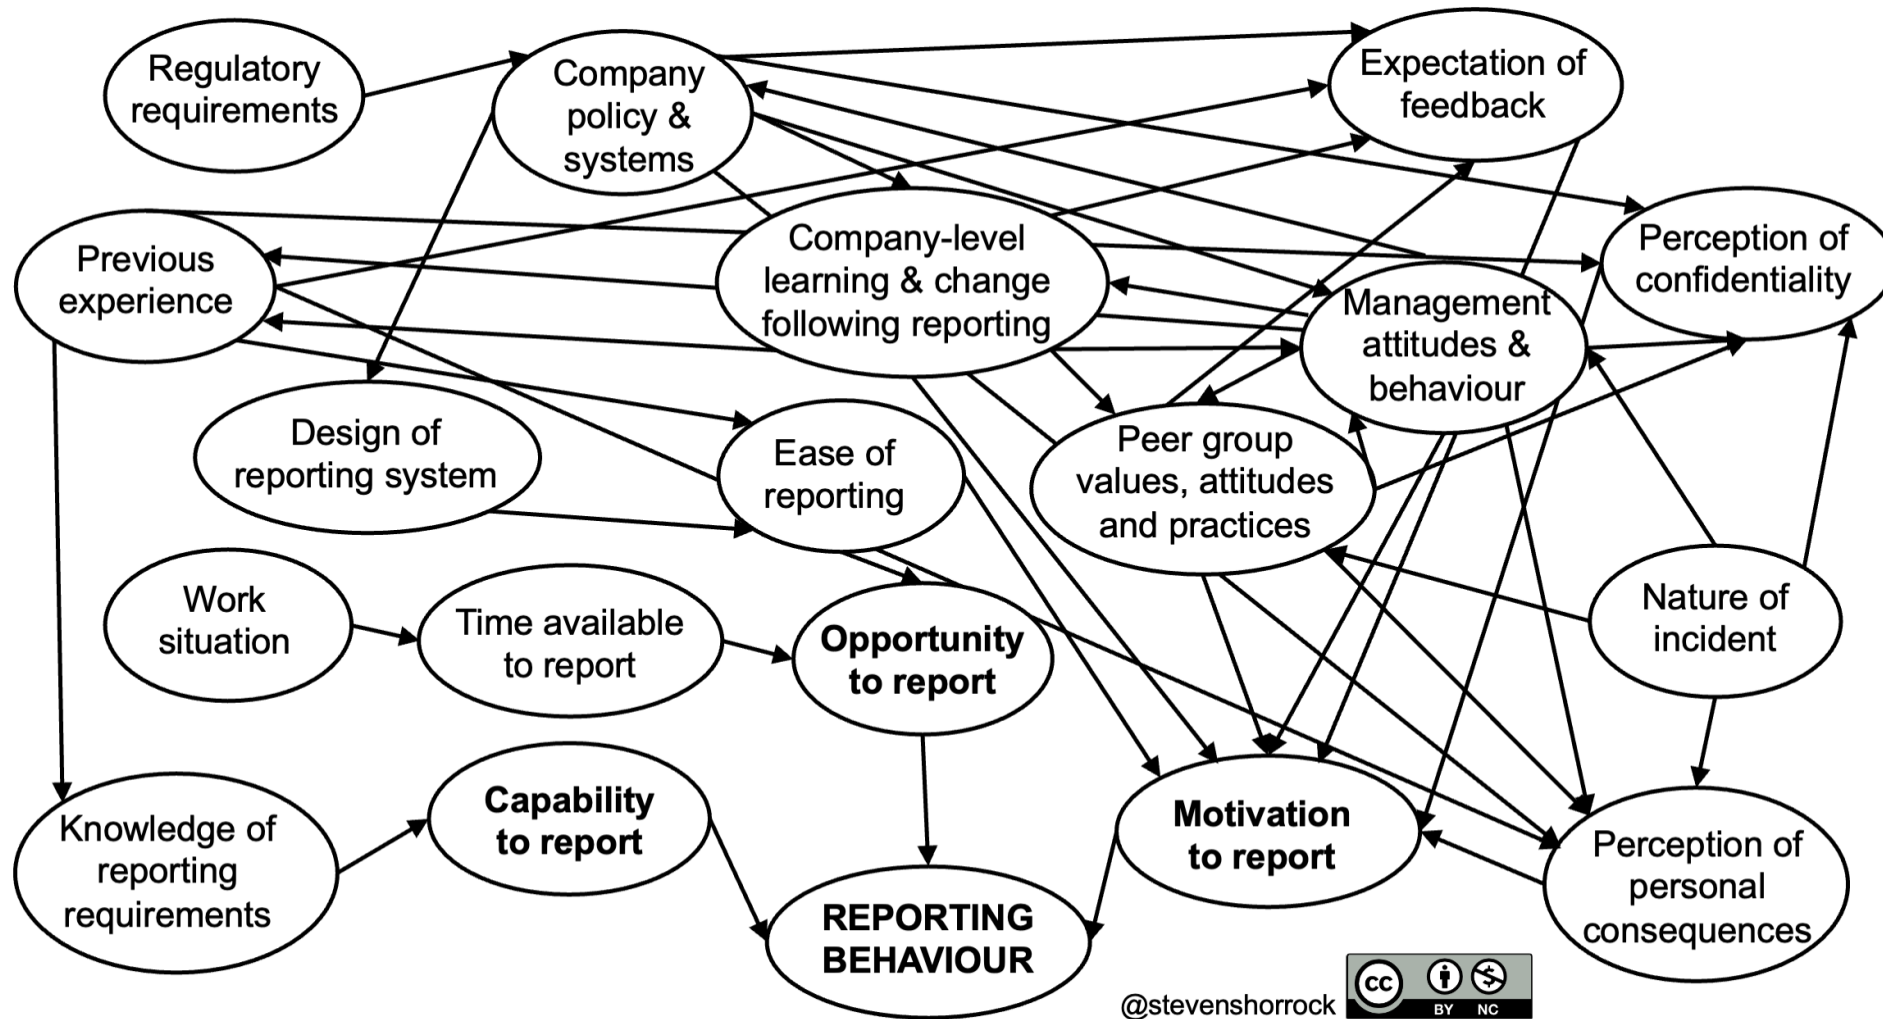 Regulatory
requirements
Company
policy &
systems
Expectation of
feedback
Previous
experience
Company-level
learning & change
following reporting
Perception of
confidentiality
Management
attitudes &
behaviour
Design of
reporting system
Ease of
reporting
Peer group
values, attitudes
and practices
Work
situation
Time available
to report
Opportunity
to report
Nature of
incident
Knowledge of
reporting
requirements
Capability
to report
Motivation
to report
Perception of
personal
consequences
REPORTING
BEHAVIOUR
@stevenshorrock
cc
BY NC